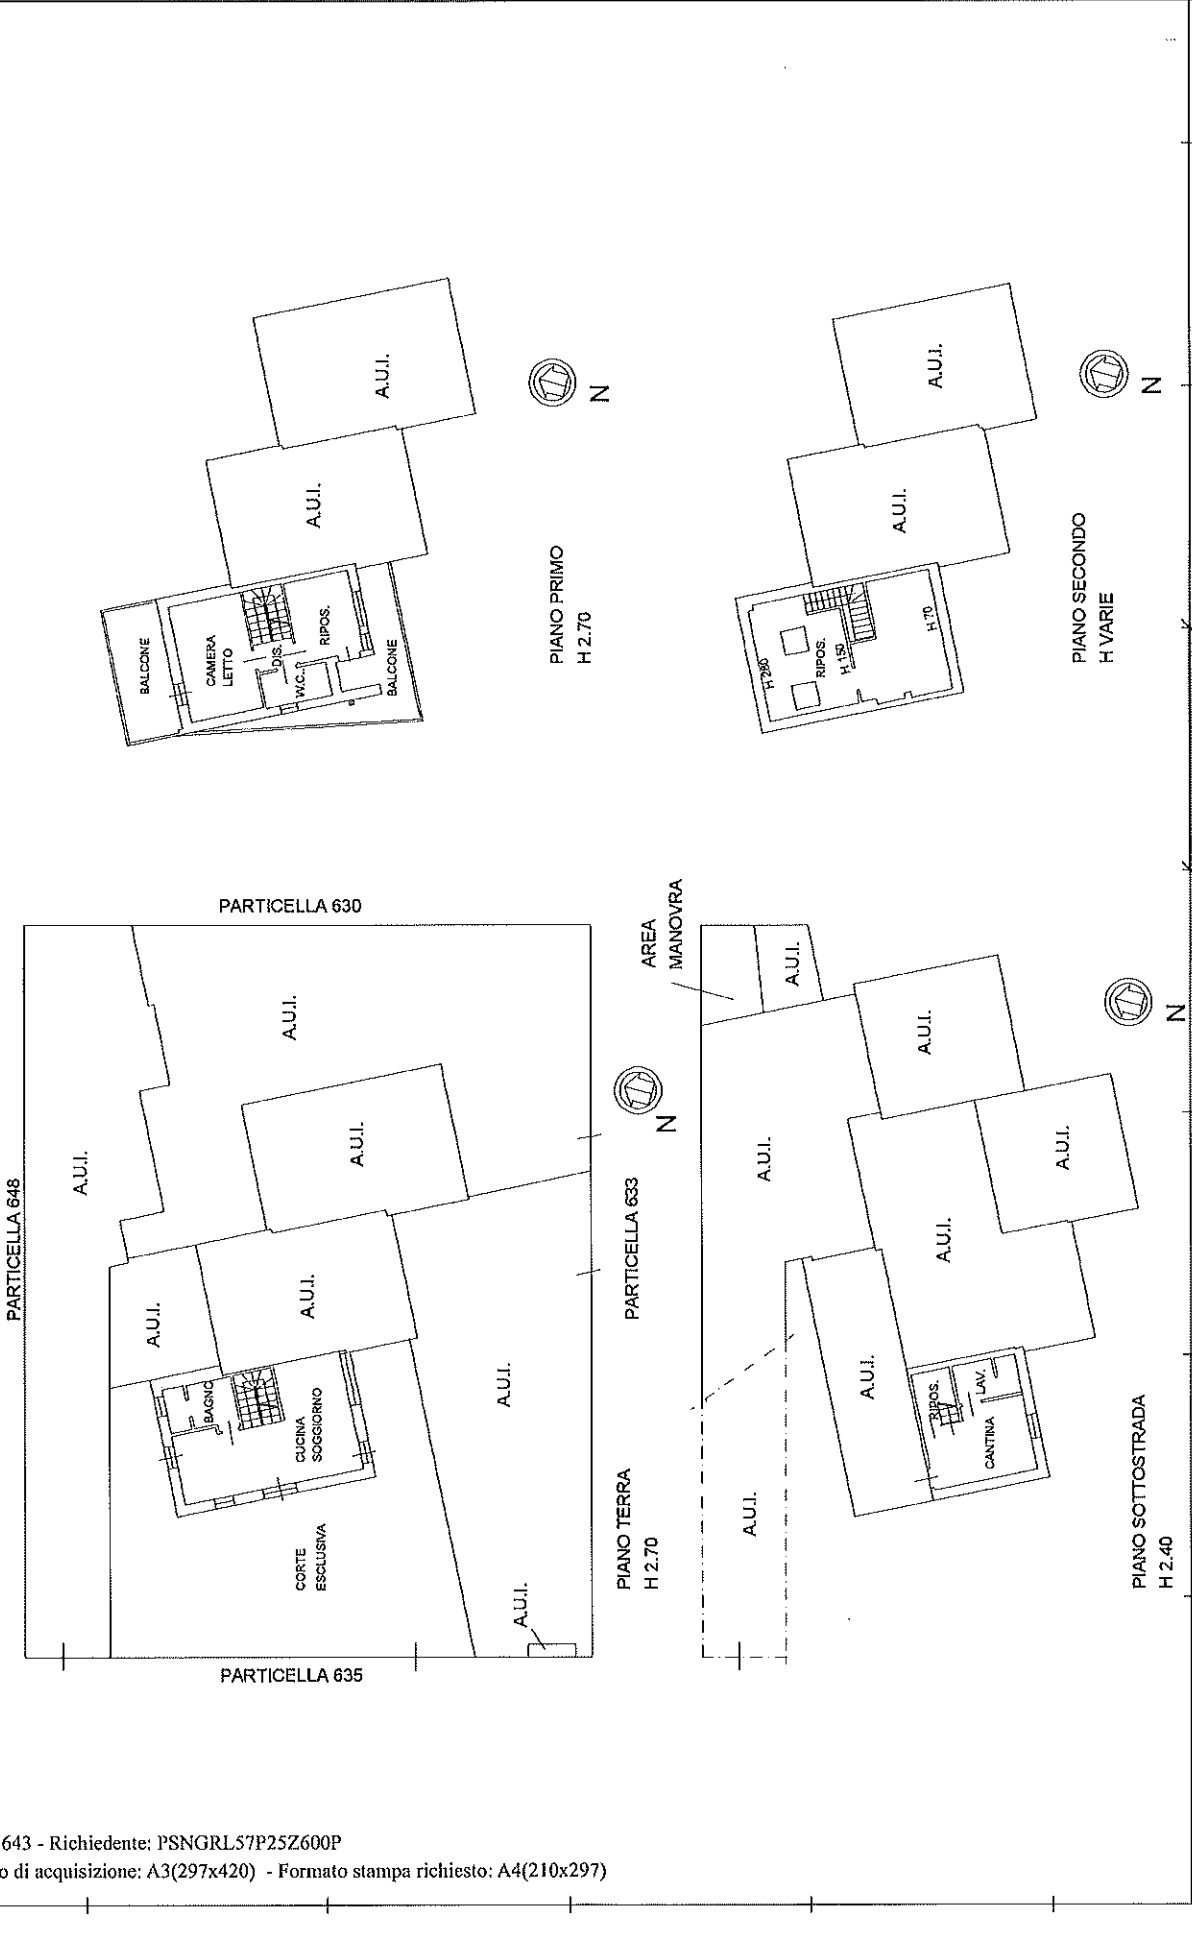 PARTICELLA 648
PARTICELLA 635
PARTICELLA 630
PARTICELLA 633
A.U.I.
A.U.I.
A.U.I.
A.U.I.
A.U.I.
A.U.I.
A.U.I.
BAGNO
CUCINA
SOGGIORNO
CORTE
ESCLUSIVA
PIANO TERRA
H 2.70
N
BALCONE
CAMERA
LETTO
DIS.
W.C.
RIPOS.
BALCONE
A.U.I.
A.U.I.
PIANO PRIMO
H 2.70
N
AREA
MANOVRA
A.U.I.
A.U.I.
A.U.I.
A.U.I.
A.U.I.
A.U.I.
A.U.I.
RIPOS.
LAV.
CANTINA
PIANO SOTTOSTRADA
H 2.40
N
H 280
RIPOS.
H 150
H 70
A.U.I.
A.U.I.
PIANO SECONDO
H VARIE
N
643 - Richiedente: PSNGRL57P25Z600P
o di acquisizione: A3(297x420) - Formato stampa richiesto: A4(210x297)